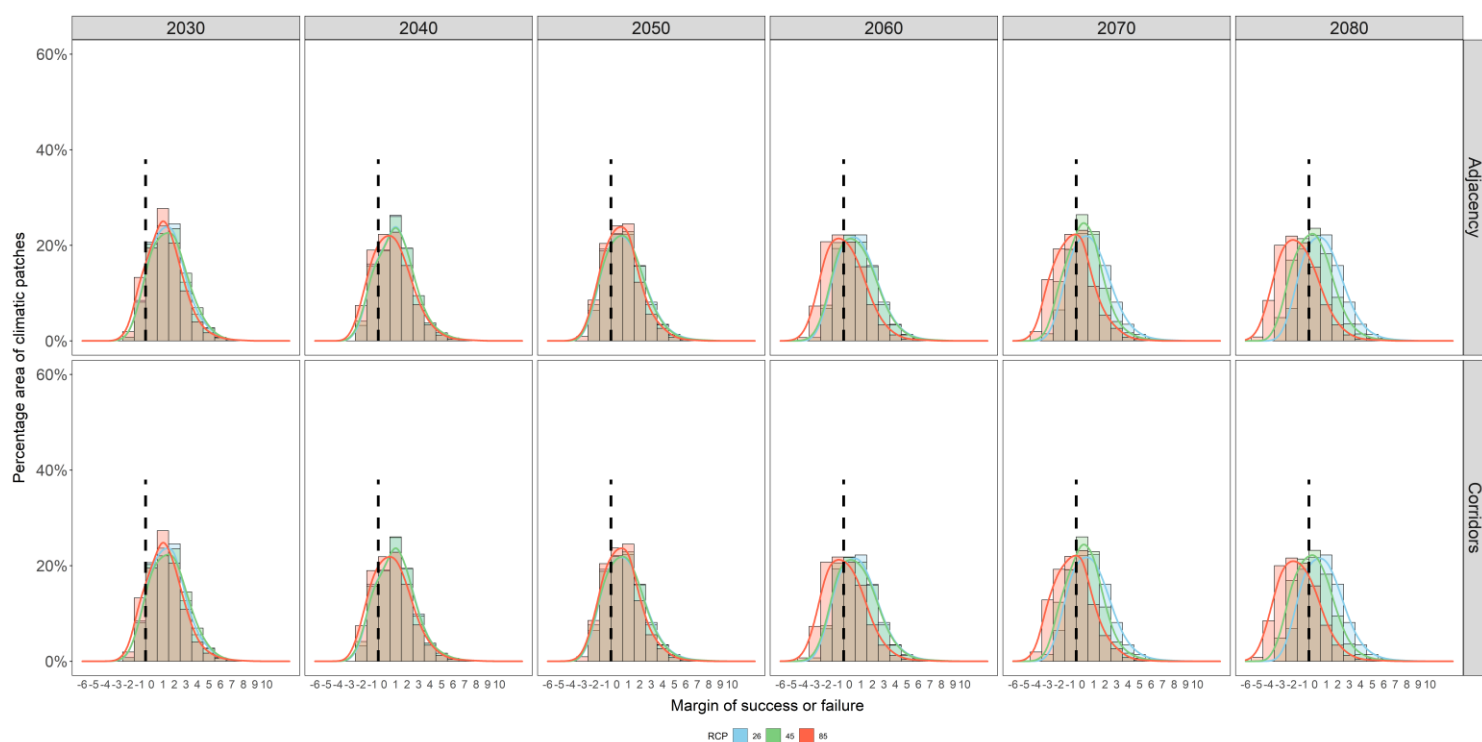 2030 2040 2050 2060 2070 2080
60%
40%
20%
0%
Adjacency
Percentage area of climatic patches
60%
40%
20%
0%
Corridors
-6 -5 -4 -3 -2 -1 0 1 2 3 4 5 6 7 8 9 10 -6 -5 -4 -3 -2 -1 0 1 2 3 4 5 6 7 8 9 10 -6 -5 -4 -3 -2 -1 0 1 2 3 4 5 6 7 8 9 10 -6 -5 -4 -3 -2 -1 0 1 2 3 4 5 6 7 8 9 10 -6 -5 -4 -3 -2 -1 0 1 2 3 4 5 6 7 8 9 10 -6 -5 -4 -3 -2 -1 0 1 2 3 4 5 6 7 8 9 10
Margin of success or failure
RCP 26 45 85